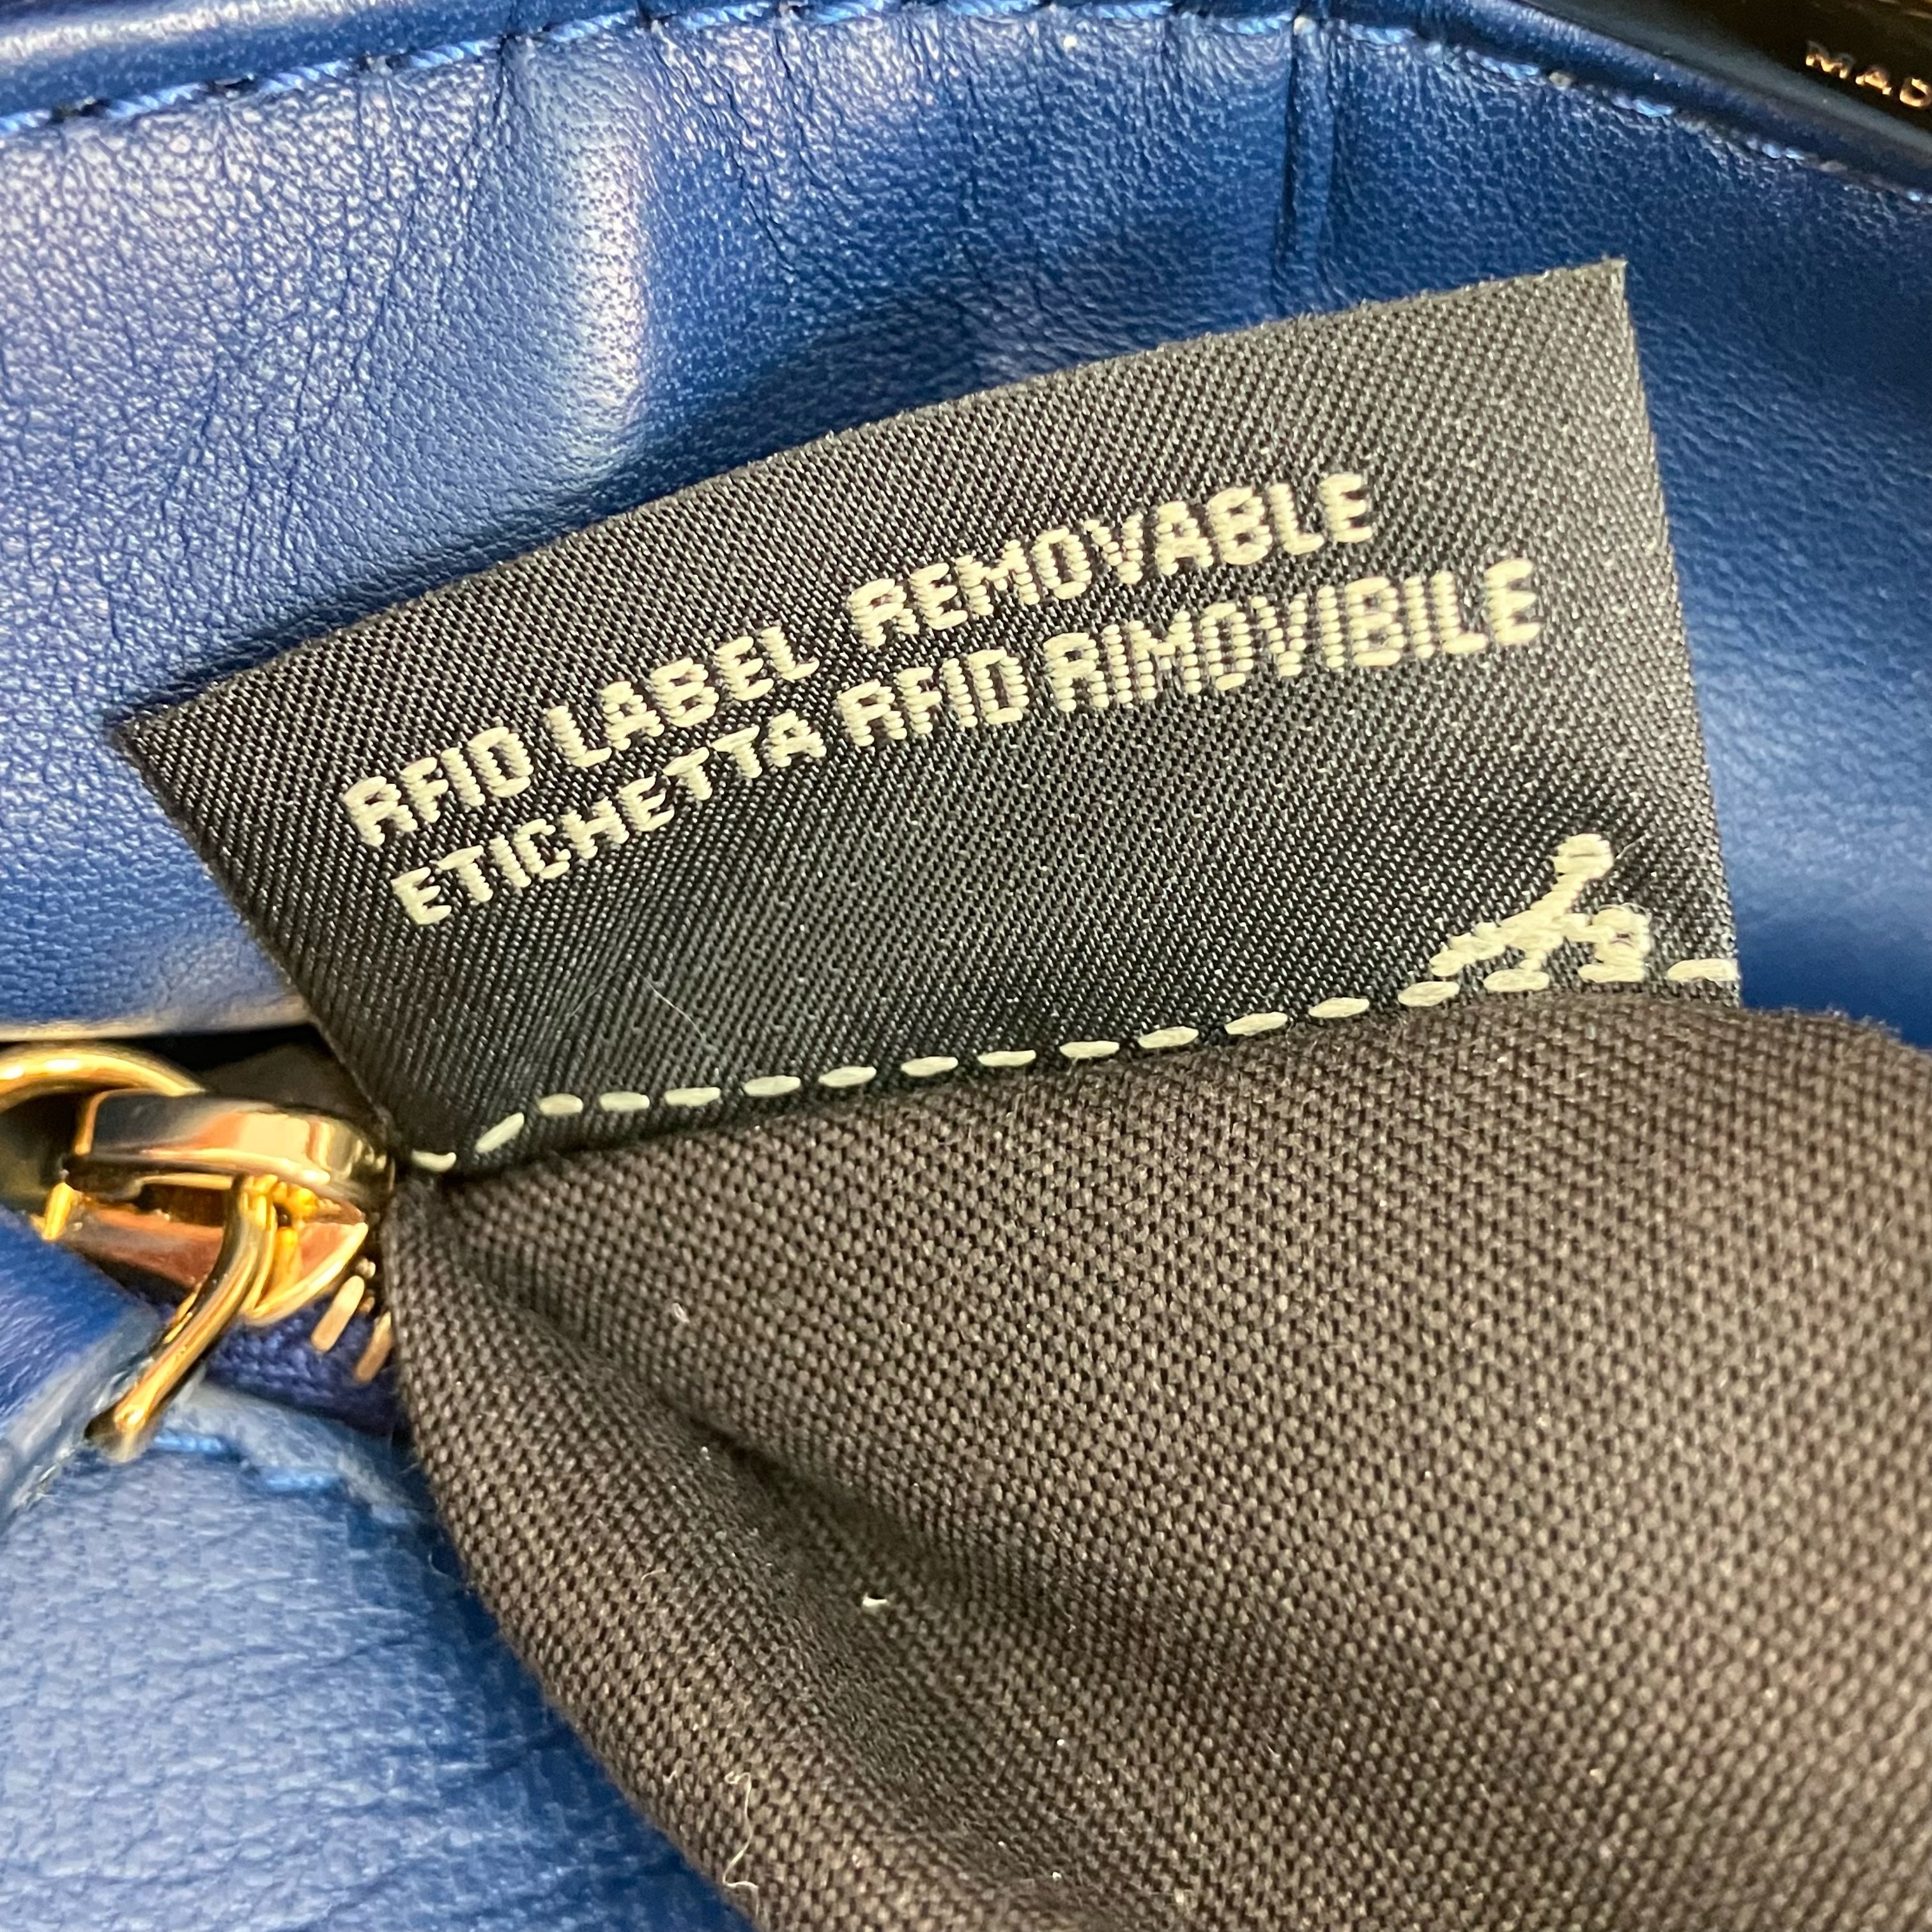 RFID LABEL REMOVABLE
ETICHETTA RFID RIMOVIBILE